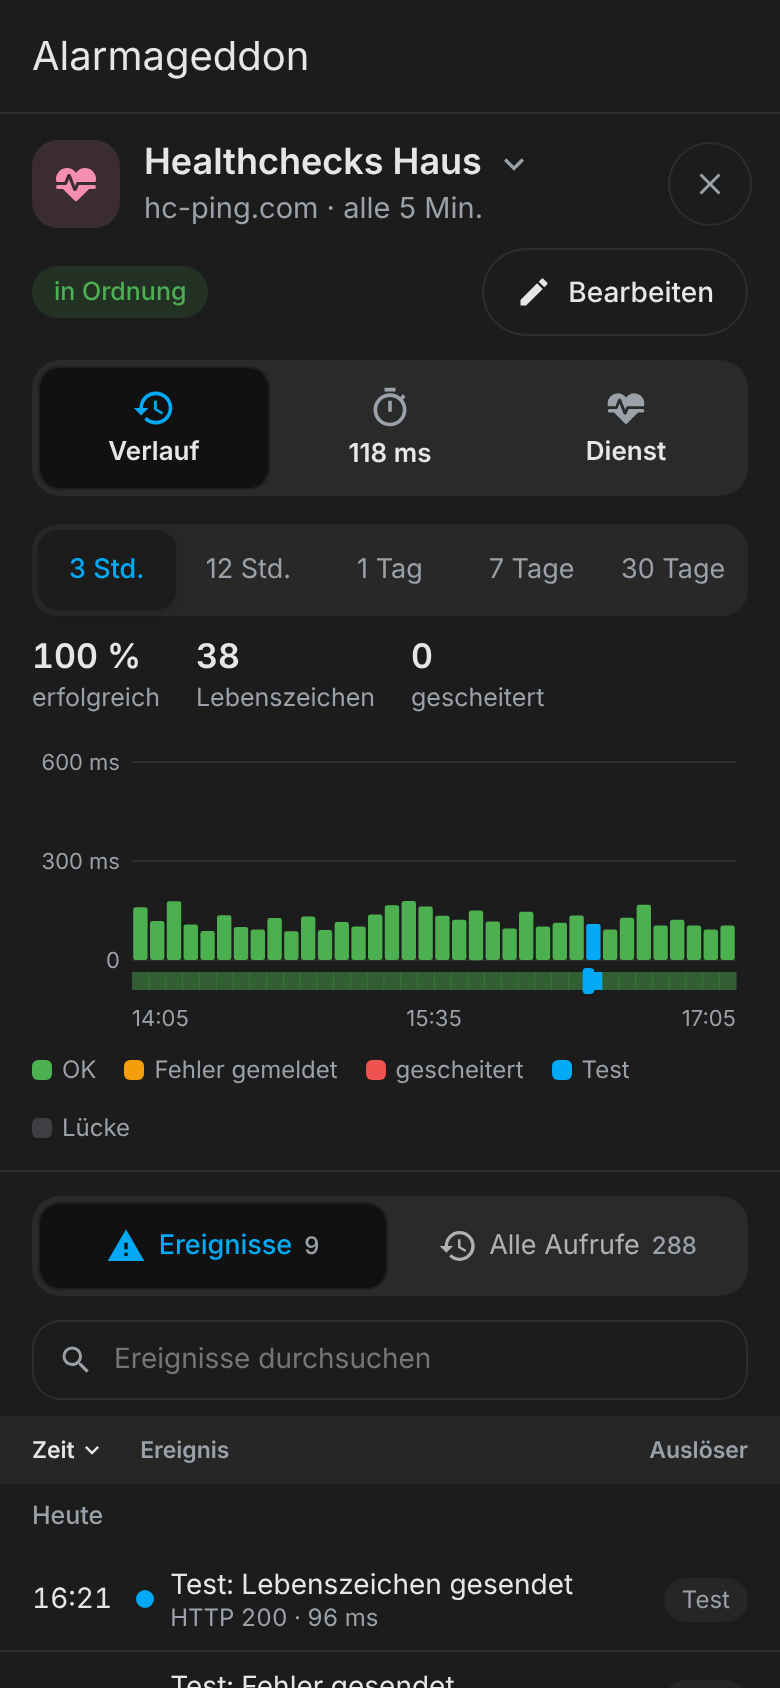 Alarmageddon
Healthchecks Haus
hc-ping.com · alle 5 Min.
in Ordnung
Bearbeiten
Verlauf
118 ms
Dienst
3 Std.
12 Std.
1 Tag
7 Tage
30 Tage
100 %
38
0
erfolgreich
Lebenszeichen
gescheitert
600 ms
300 ms
0
14:05
15:35
17:05
OK
Fehler gemeldet
gescheitert
Test
Lücke
Ereignisse 9
Alle Aufrufe 288
Ereignisse durchsuchen
Zeit
Ereignis
Auslöser
Heute
16:21
Test: Lebenszeichen gesendet
HTTP 200 · 96 ms
Test
Test: Fehler gesendet